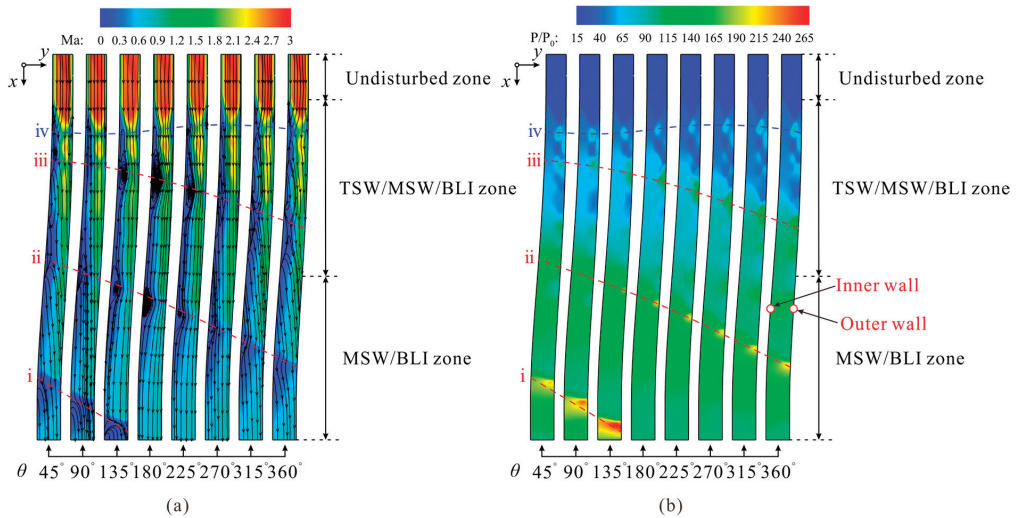 Ma: 0 0.3 0.6 0.9 1.2 1.5 1.8 2.1 2.4 2.7 3
y
x
Undisturbed zone
iv
iii
TSW/MSW/BLI zone
ii
MSW/BLI zone
i
θ 45° 90° 135° 180° 225° 270° 315° 360°
(a)
P/P₀: 15 40 65 90 115 140 165 190 215 240 265
y
x
Undisturbed zone
iv
iii
TSW/MSW/BLI zone
ii
Inner wall
Outer wall
MSW/BLI zone
i
θ 45° 90° 135° 180° 225° 270° 315° 360°
(b)